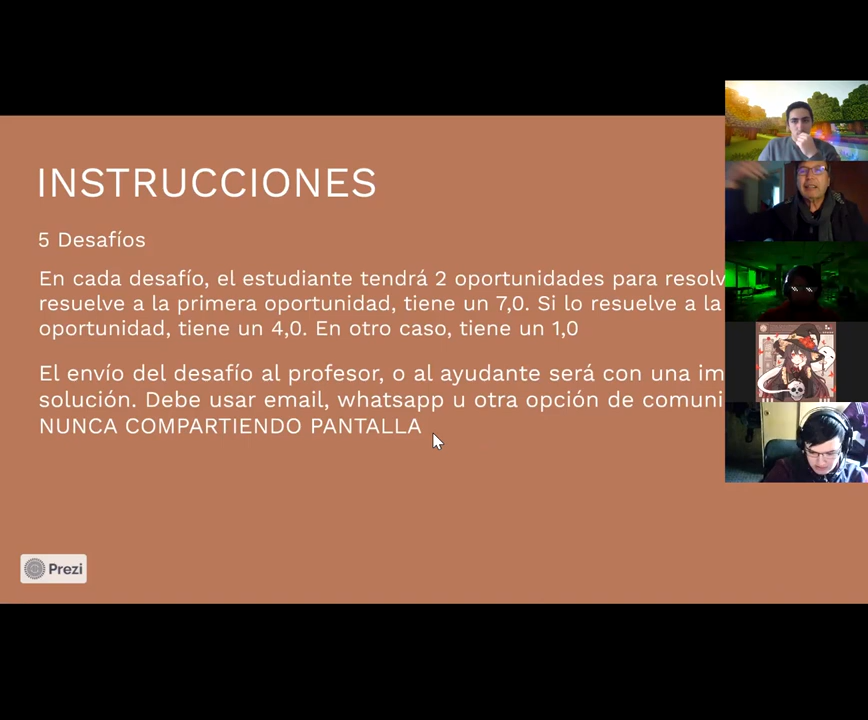 INSTRUCCIONES
5 Desafíos
En cada desafío, el estudiante tendrá 2 oportunidades para
resuelve a la primera oportunidad, tiene un 7,0. Si lo resuelve a la
oportunidad, tiene un 4,0. En otro caso, tiene un 1,0
El envío del desafío al profesor, o al ayudante será con una
solución. Debe usar email, whatsapp u otra opción de
NUNCA COMPARTIENDO PANTALLA
Prezi